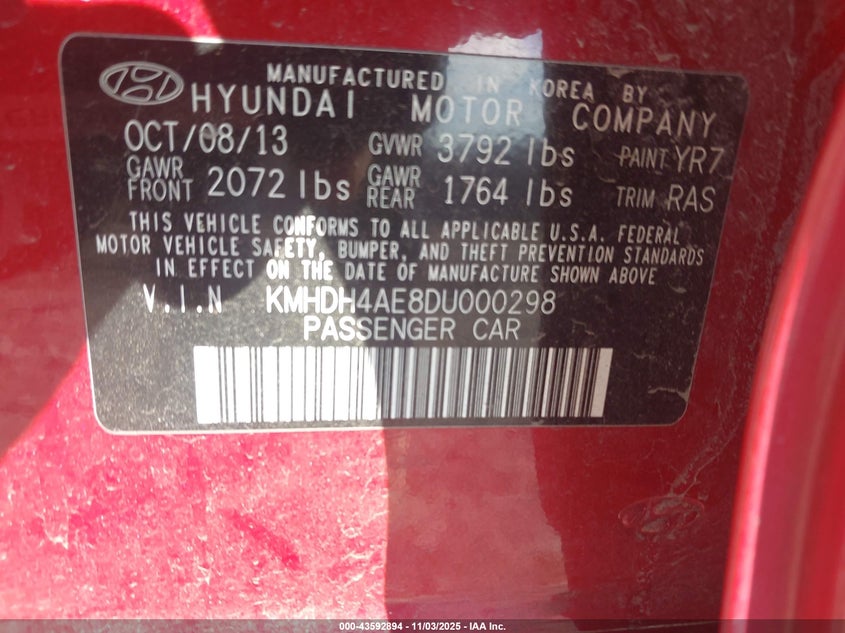 MANUFACTURED IN KOREA BY
HYUNDAI MOTOR COMPANY
OCT/08/13 GVWR 3792 lbs PAINT YR7
GAWR FRONT 2072 lbs GAWR REAR 1764 lbs TRIM RAS
THIS VEHICLE CONFORMS TO ALL APPLICABLE U.S.A. FEDERAL
MOTOR VEHICLE SAFETY, BUMPER, AND THEFT PREVENTION STANDARDS
IN EFFECT ON THE DATE OF MANUFACTURE SHOWN ABOVE
V.I.N KMHDH4AE8DU000298
PASSENGER CAR
000-43592894 - 11/03/2025 - IAA Inc.